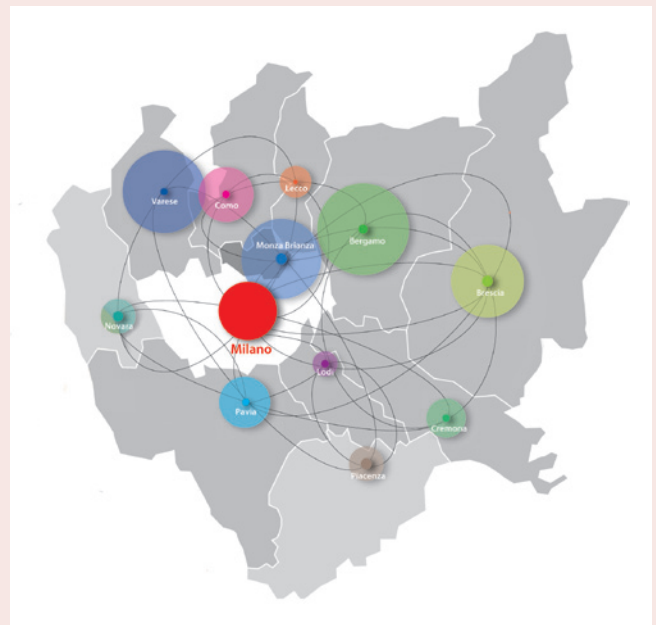 Varese
Como
Lecco
Bergamo
Monza Brianza
Brescia
Novara
Milano
Lodi
Pavia
Cremona
Piacenza